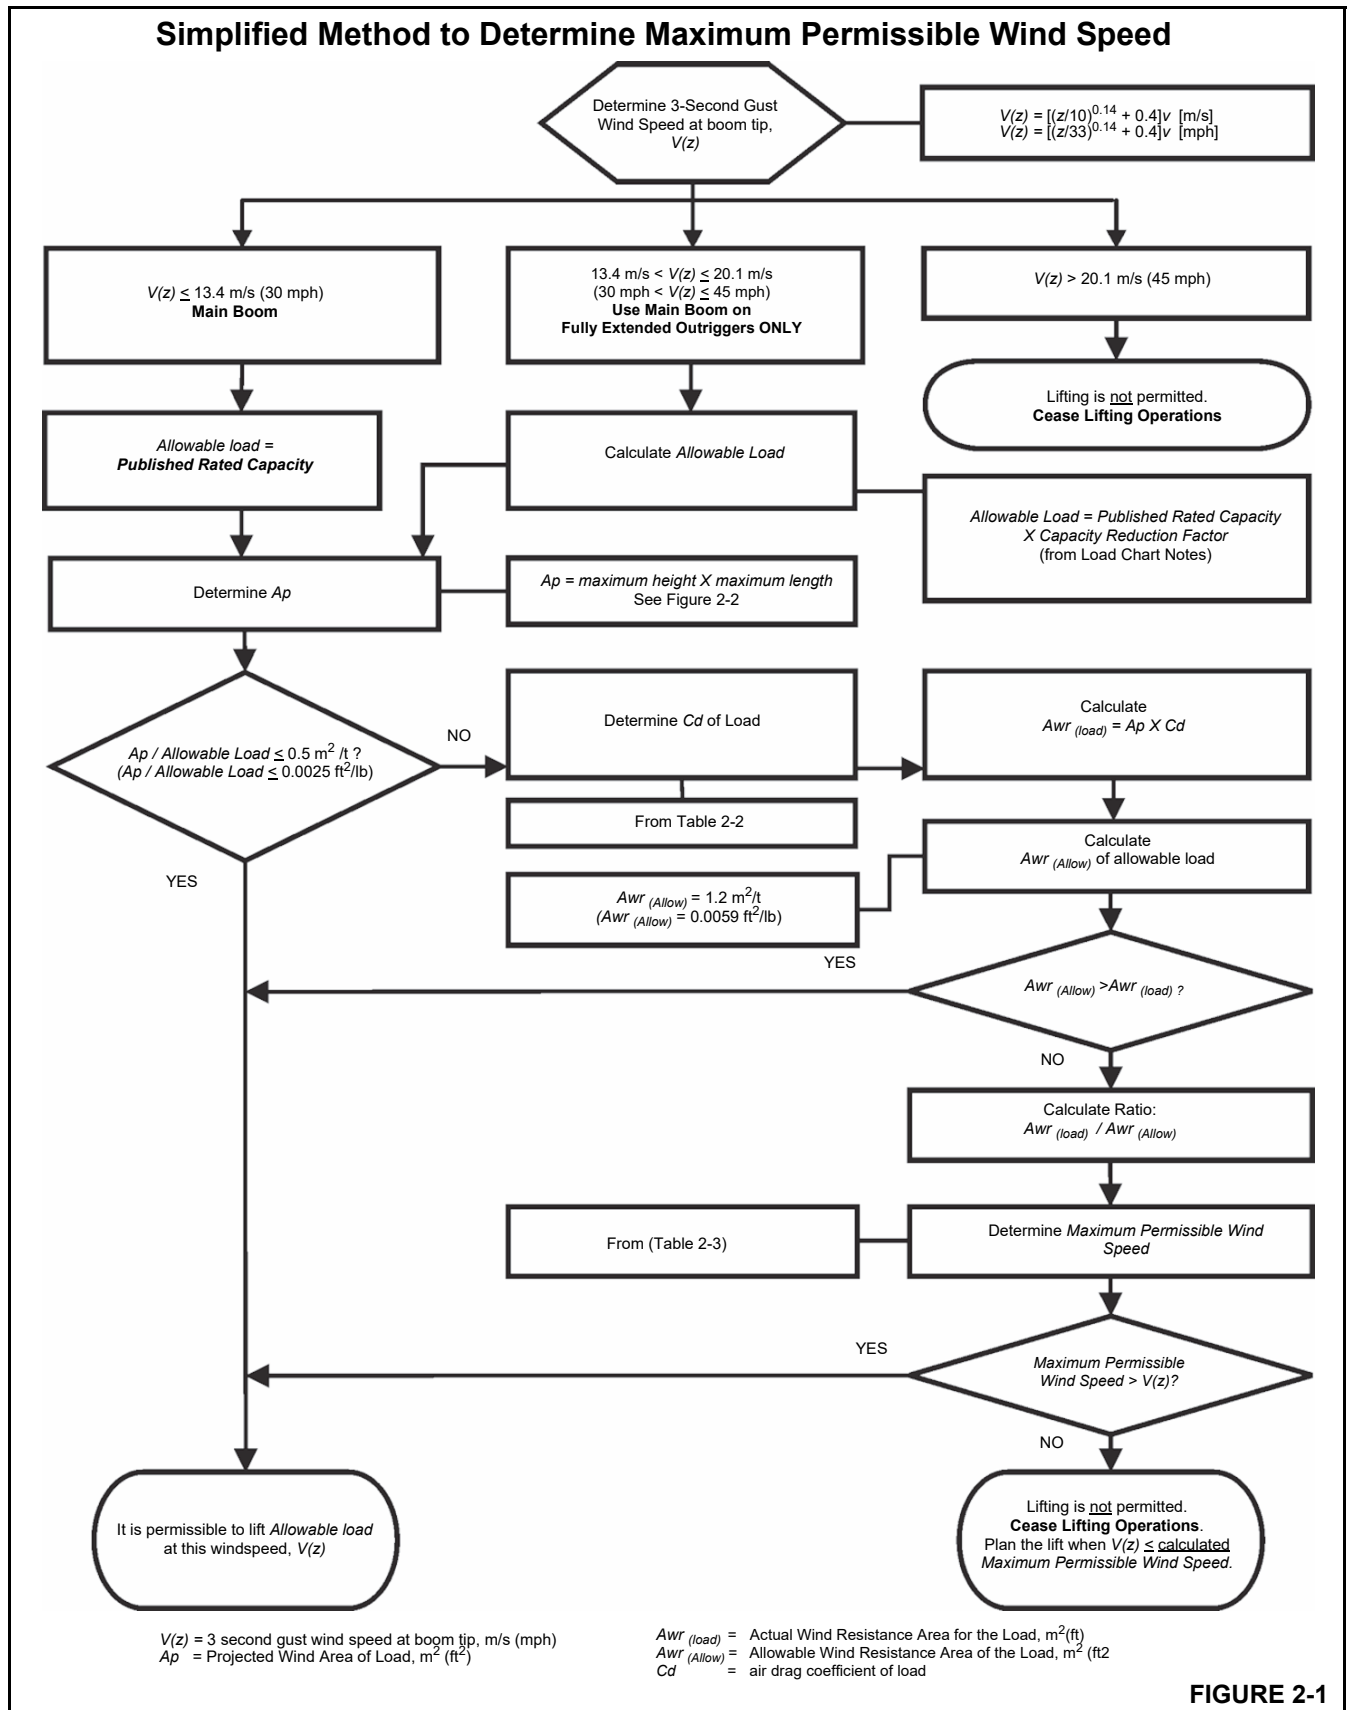 Simplified Method to Determine Maximum Permissible Wind Speed
Determine 3-Second Gust
Wind Speed at boom tip,
V(z)
V(z) = [(z/10)^0.14 + 0.4]v [m/s]
V(z) = [(z/33)^0.14 + 0.4]v [mph]
V(z) ≤ 13.4 m/s (30 mph)
Main Boom
13.4 m/s < V(z) ≤ 20.1 m/s
(30 mph < V(z) ≤ 45 mph)
Use Main Boom on
Fully Extended Outriggers ONLY
V(z) > 20.1 m/s (45 mph)
Lifting is not permitted.
Cease Lifting Operations
Allowable load =
Published Rated Capacity
Calculate Allowable Load
Allowable Load = Published Rated Capacity
X Capacity Reduction Factor
(from Load Chart Notes)
Determine Ap
Ap = maximum height X maximum length
See Figure 2-2
Ap / Allowable Load ≤ 0.5 m² /t ?
(Ap / Allowable Load ≤ 0.0025 ft²/lb)
NO
Determine Cd of Load
Calculate
Awr (load) = Ap X Cd
From Table 2-2
Calculate
Awr (Allow) of allowable load
YES
Awr (Allow) = 1.2 m²/t
(Awr (Allow) = 0.0059 ft²/lb)
YES
Awr (Allow) >Awr (load) ?
NO
Calculate Ratio:
Awr (load) / Awr (Allow)
From (Table 2-3)
Determine Maximum Permissible Wind
Speed
YES
Maximum Permissible
Wind Speed > V(z)?
NO
It is permissible to lift Allowable load
at this windspeed, V(z)
Lifting is not permitted.
Cease Lifting Operations.
Plan the lift when V(z) ≤ calculated
Maximum Permissible Wind Speed.
V(z) = 3 second gust wind speed at boom tip, m/s (mph)
Ap = Projected Wind Area of Load, m² (ft²)
Awr (load) = Actual Wind Resistance Area for the Load, m²(ft)
Awr (Allow) = Allowable Wind Resistance Area of the Load, m² (ft2
Cd = air drag coefficient of load
FIGURE 2-1